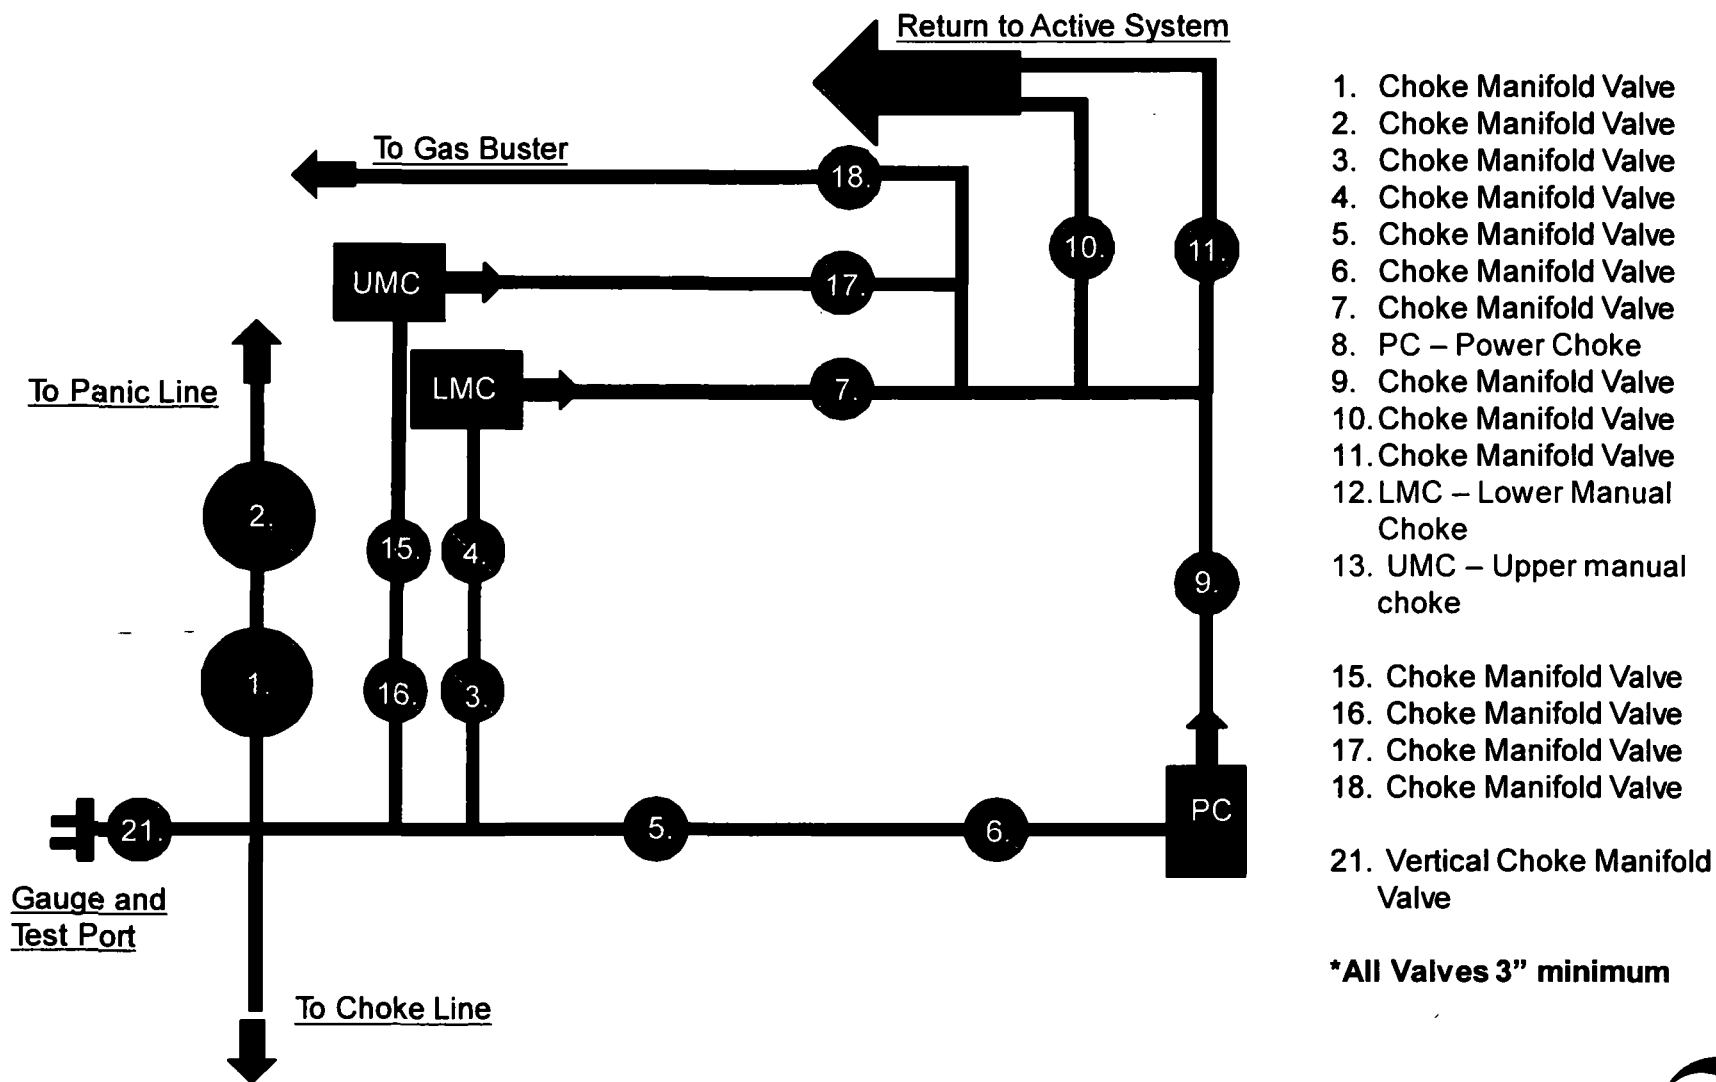 Return to Active System
To Gas Buster
18.
10.
11.
UMC
17.
To Panic Line
LMC
7.
2.
15.
4.
9.
1.
16.
3.
21.
5.
6.
PC
Gauge and
Test Port
To Choke Line
1. Choke Manifold Valve
2. Choke Manifold Valve
3. Choke Manifold Valve
4. Choke Manifold Valve
5. Choke Manifold Valve
6. Choke Manifold Valve
7. Choke Manifold Valve
8. PC – Power Choke
9. Choke Manifold Valve
10. Choke Manifold Valve
11. Choke Manifold Valve
12. LMC – Lower Manual
Choke
13. UMC – Upper manual
choke
15. Choke Manifold Valve
16. Choke Manifold Valve
17. Choke Manifold Valve
18. Choke Manifold Valve
21. Vertical Choke Manifold
Valve
*All Valves 3” minimum